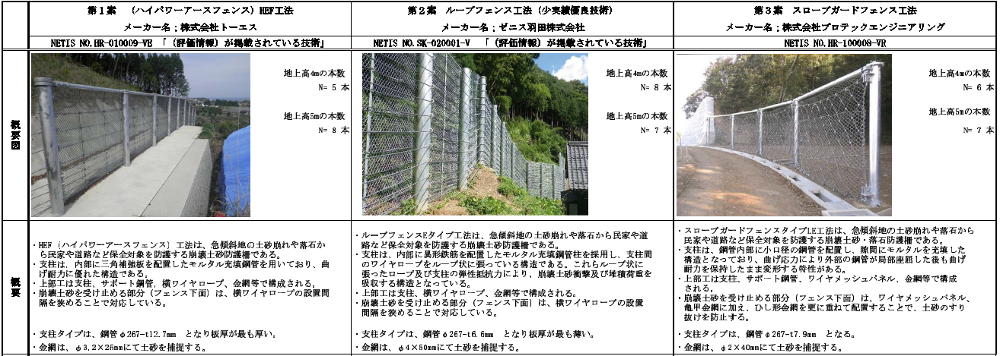 第1案 (ハイパワーアースフェンス) HEF工法
メーカー名:株式会社トーエス
NETIS NO.HR-010009-VE 「(評価情報)が掲載されている技術」
第2案 ループフェンス工法(少実績優良技術)
メーカー名:ゼニス羽田株式会社
NETIS NO.SK-020001-V 「(評価情報)が掲載されている技術」
第3案 スロープガードフェンス工法
メーカー名:株式会社プロテックエンジニアリング
NETIS NO.HR-100008-VR
概要図
地上高4mの本数
N= 5 本
地上高5mの本数
N= 8 本
地上高4mの本数
N= 8 本
地上高5mの本数
N= 7 本
地上高4mの本数
N= 6 本
地上高5mの本数
N= 7 本
概要
・HEF(ハイパワーアースフェンス)工法は、急傾斜地の土砂崩れや落石か
ら民家や道路など保全対象を防護する崩壊土砂防護柵である。
・支柱は、内部に三角補強板を配置したモルタル充填鋼管を用いており、曲
げ耐力に優れた構造である。
・上部工は支柱、サポート鋼管、横ワイヤロープ、金網等で構成される。
・崩壊土砂を受け止める部分(フェンス下面)は、横ワイヤロープの設置間
隔を狭めることで対応している。
・支柱タイプは、鋼管φ267-t12.7mm となり板厚が最も厚い。
・金網は、φ3.2×25mmにて土砂を捕捉する。
・ループフェンスEタイプ工法は、急傾斜地の土砂崩れや落石から民家や道
路など保全対象を防護する崩壊土砂防護柵である。
・支柱は、内部に異形鉄筋を配置したモルタル充填鋼管柱を採用し、支柱間
のワイヤロープをループ状に張っている構造である。これらループ状に
張ったロープ及び支柱の弾性抵抗力により、崩壊土砂衝撃及び堆積荷重を
吸収する構造となっている。
・上部工は支柱、横ワイヤロープ、金網等で構成される。
・崩壊土砂を受け止める部分(フェンス下面)は、横ワイヤロープの設置
間隔を狭めることで対応している。
・支柱タイプは、鋼管φ267-t6.6mm となり板厚が最も薄い。
・金網は、φ4×50mmにて土砂を捕捉する。
・スロープガードフェンスタイプLE工法は、急傾斜地の土砂崩れや落石から
民家や道路など保全対象を防護する崩壊土砂・落石防護柵である。
・支柱は、鋼管内部に小口径の鋼管を配置し、隙間にモルタルを充填した
構造となっており、曲げ応力により外部の鋼管が局部座屈した後も曲げ
耐力を保持したまま変形する特性がある。
・上部工は支柱、サポート鋼管、ワイヤメッシュパネル、金網等で構成
される。
・崩壊土砂を受け止める部分(フェンス下面)は、ワイヤメッシュパネル、
亀甲金網に加え、ひし形金網を更に重ねて配置することで、土砂のすり
抜けを防止する。
・支柱タイプは、鋼管φ267-t7.9mm となる。
・金網は、φ2×40mmにて土砂を捕捉する。